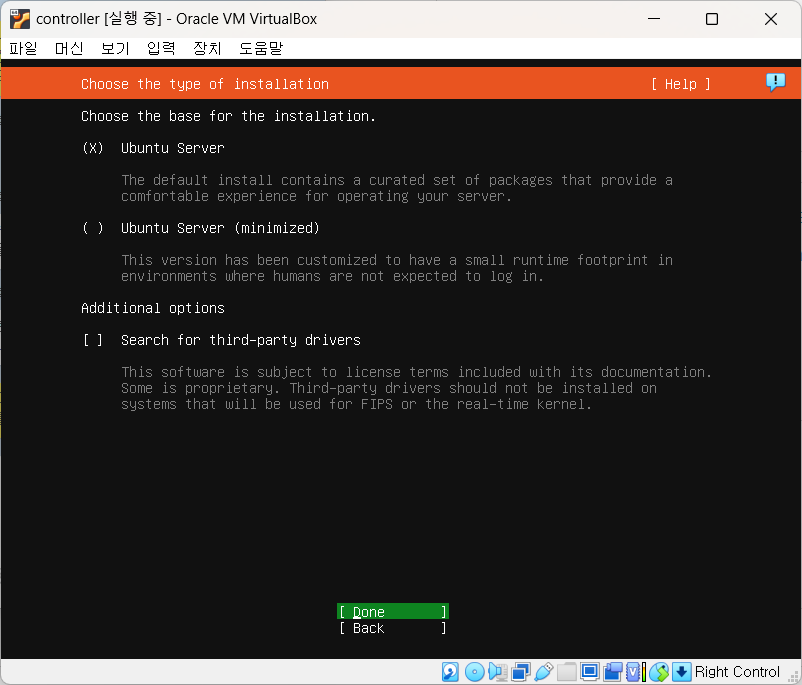 controller [실행 중] - Oracle VM VirtualBox
파일 머신 보기 입력 장치 도움말
Choose the type of installation [ Help ]
Choose the base for the installation.
(X) Ubuntu Server
The default install contains a curated set of packages that provide a
comfortable experience for operating your server.
( ) Ubuntu Server (minimized)
This version has been customized to have a small runtime footprint in
environments where humans are not expected to log in.
Additional options
[ ] Search for third-party drivers
This software is subject to license terms included with its documentation.
Some is proprietary. Third-party drivers should not be installed on
systems that will be used for FIPS or the real-time kernel.
[ Done ]
[ Back ]
Right Control